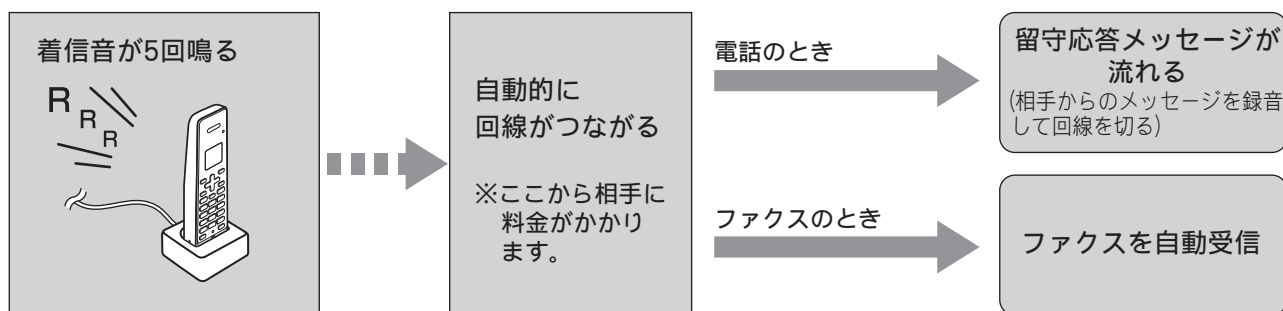 着信音が5回鳴る
R
R
R
自動的に
回線がつながる
※ここから相手に
料金がかかり
ます。
電話のとき
留守応答メッセージが
流れる
(相手からのメッセージを録音
して回線を切る)
ファクスのとき
ファクスを自動受信